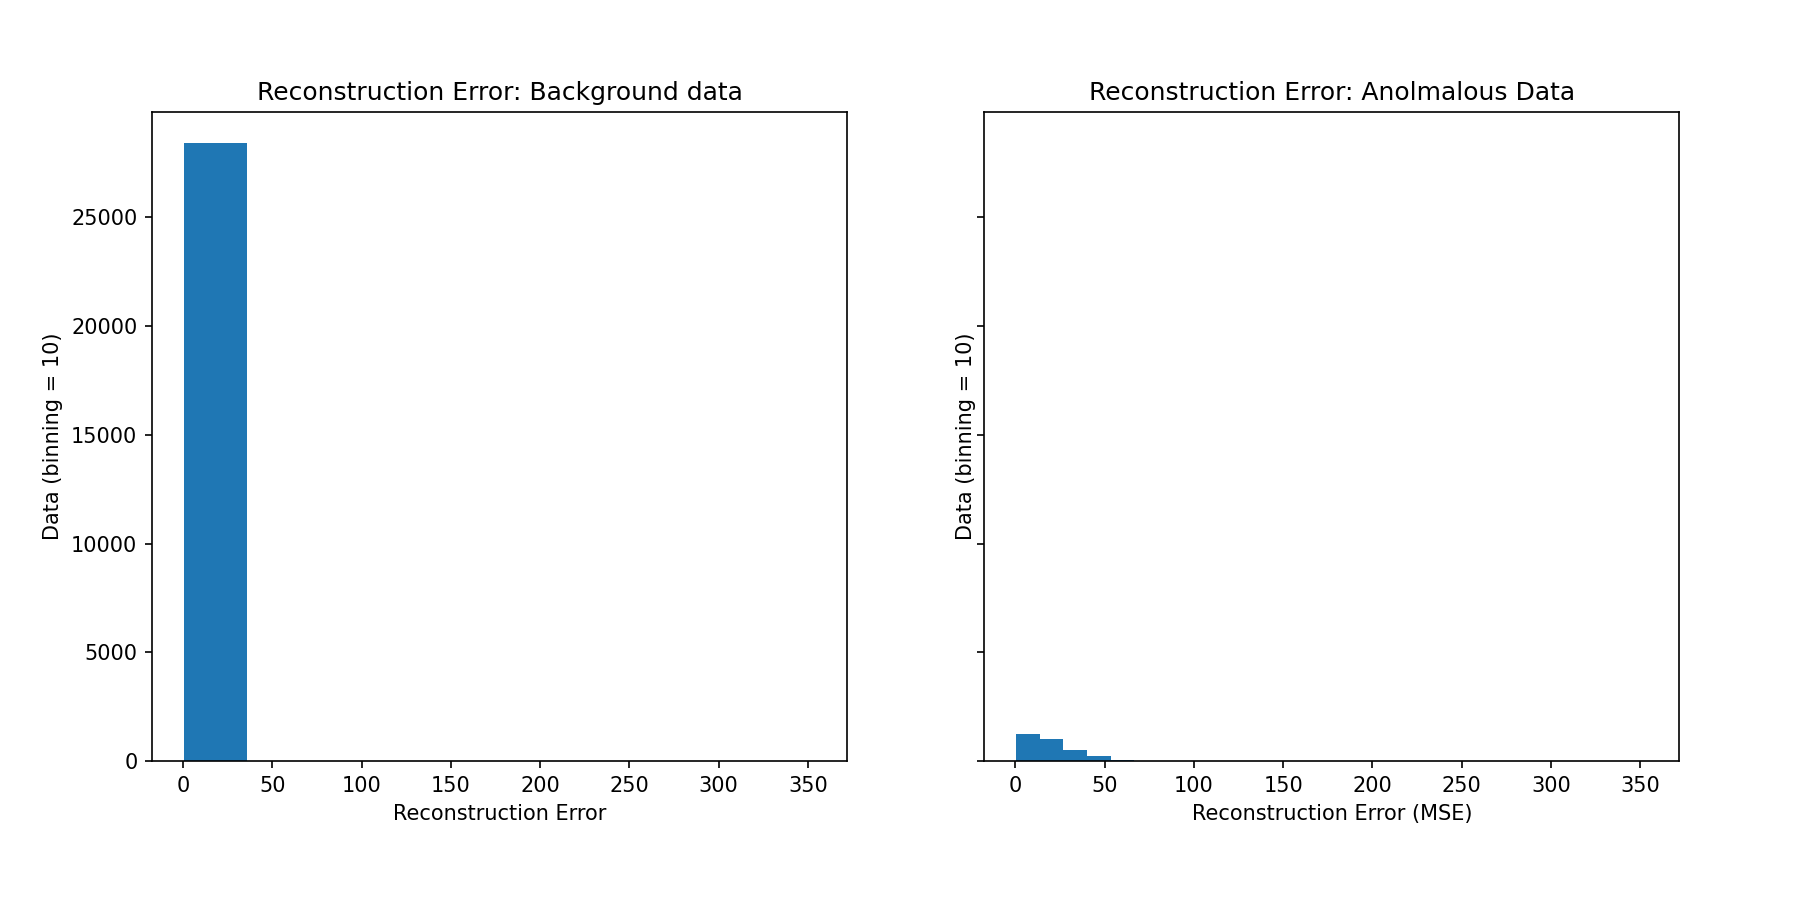 Reconstruction Error: Background data
Data (binning = 10)
25000
20000
15000
10000
5000
0
0 50 100 150 200 250 300 350
Reconstruction Error
Reconstruction Error: Anolmalous Data
Data (binning = 10)
0 50 100 150 200 250 300 350
Reconstruction Error (MSE)